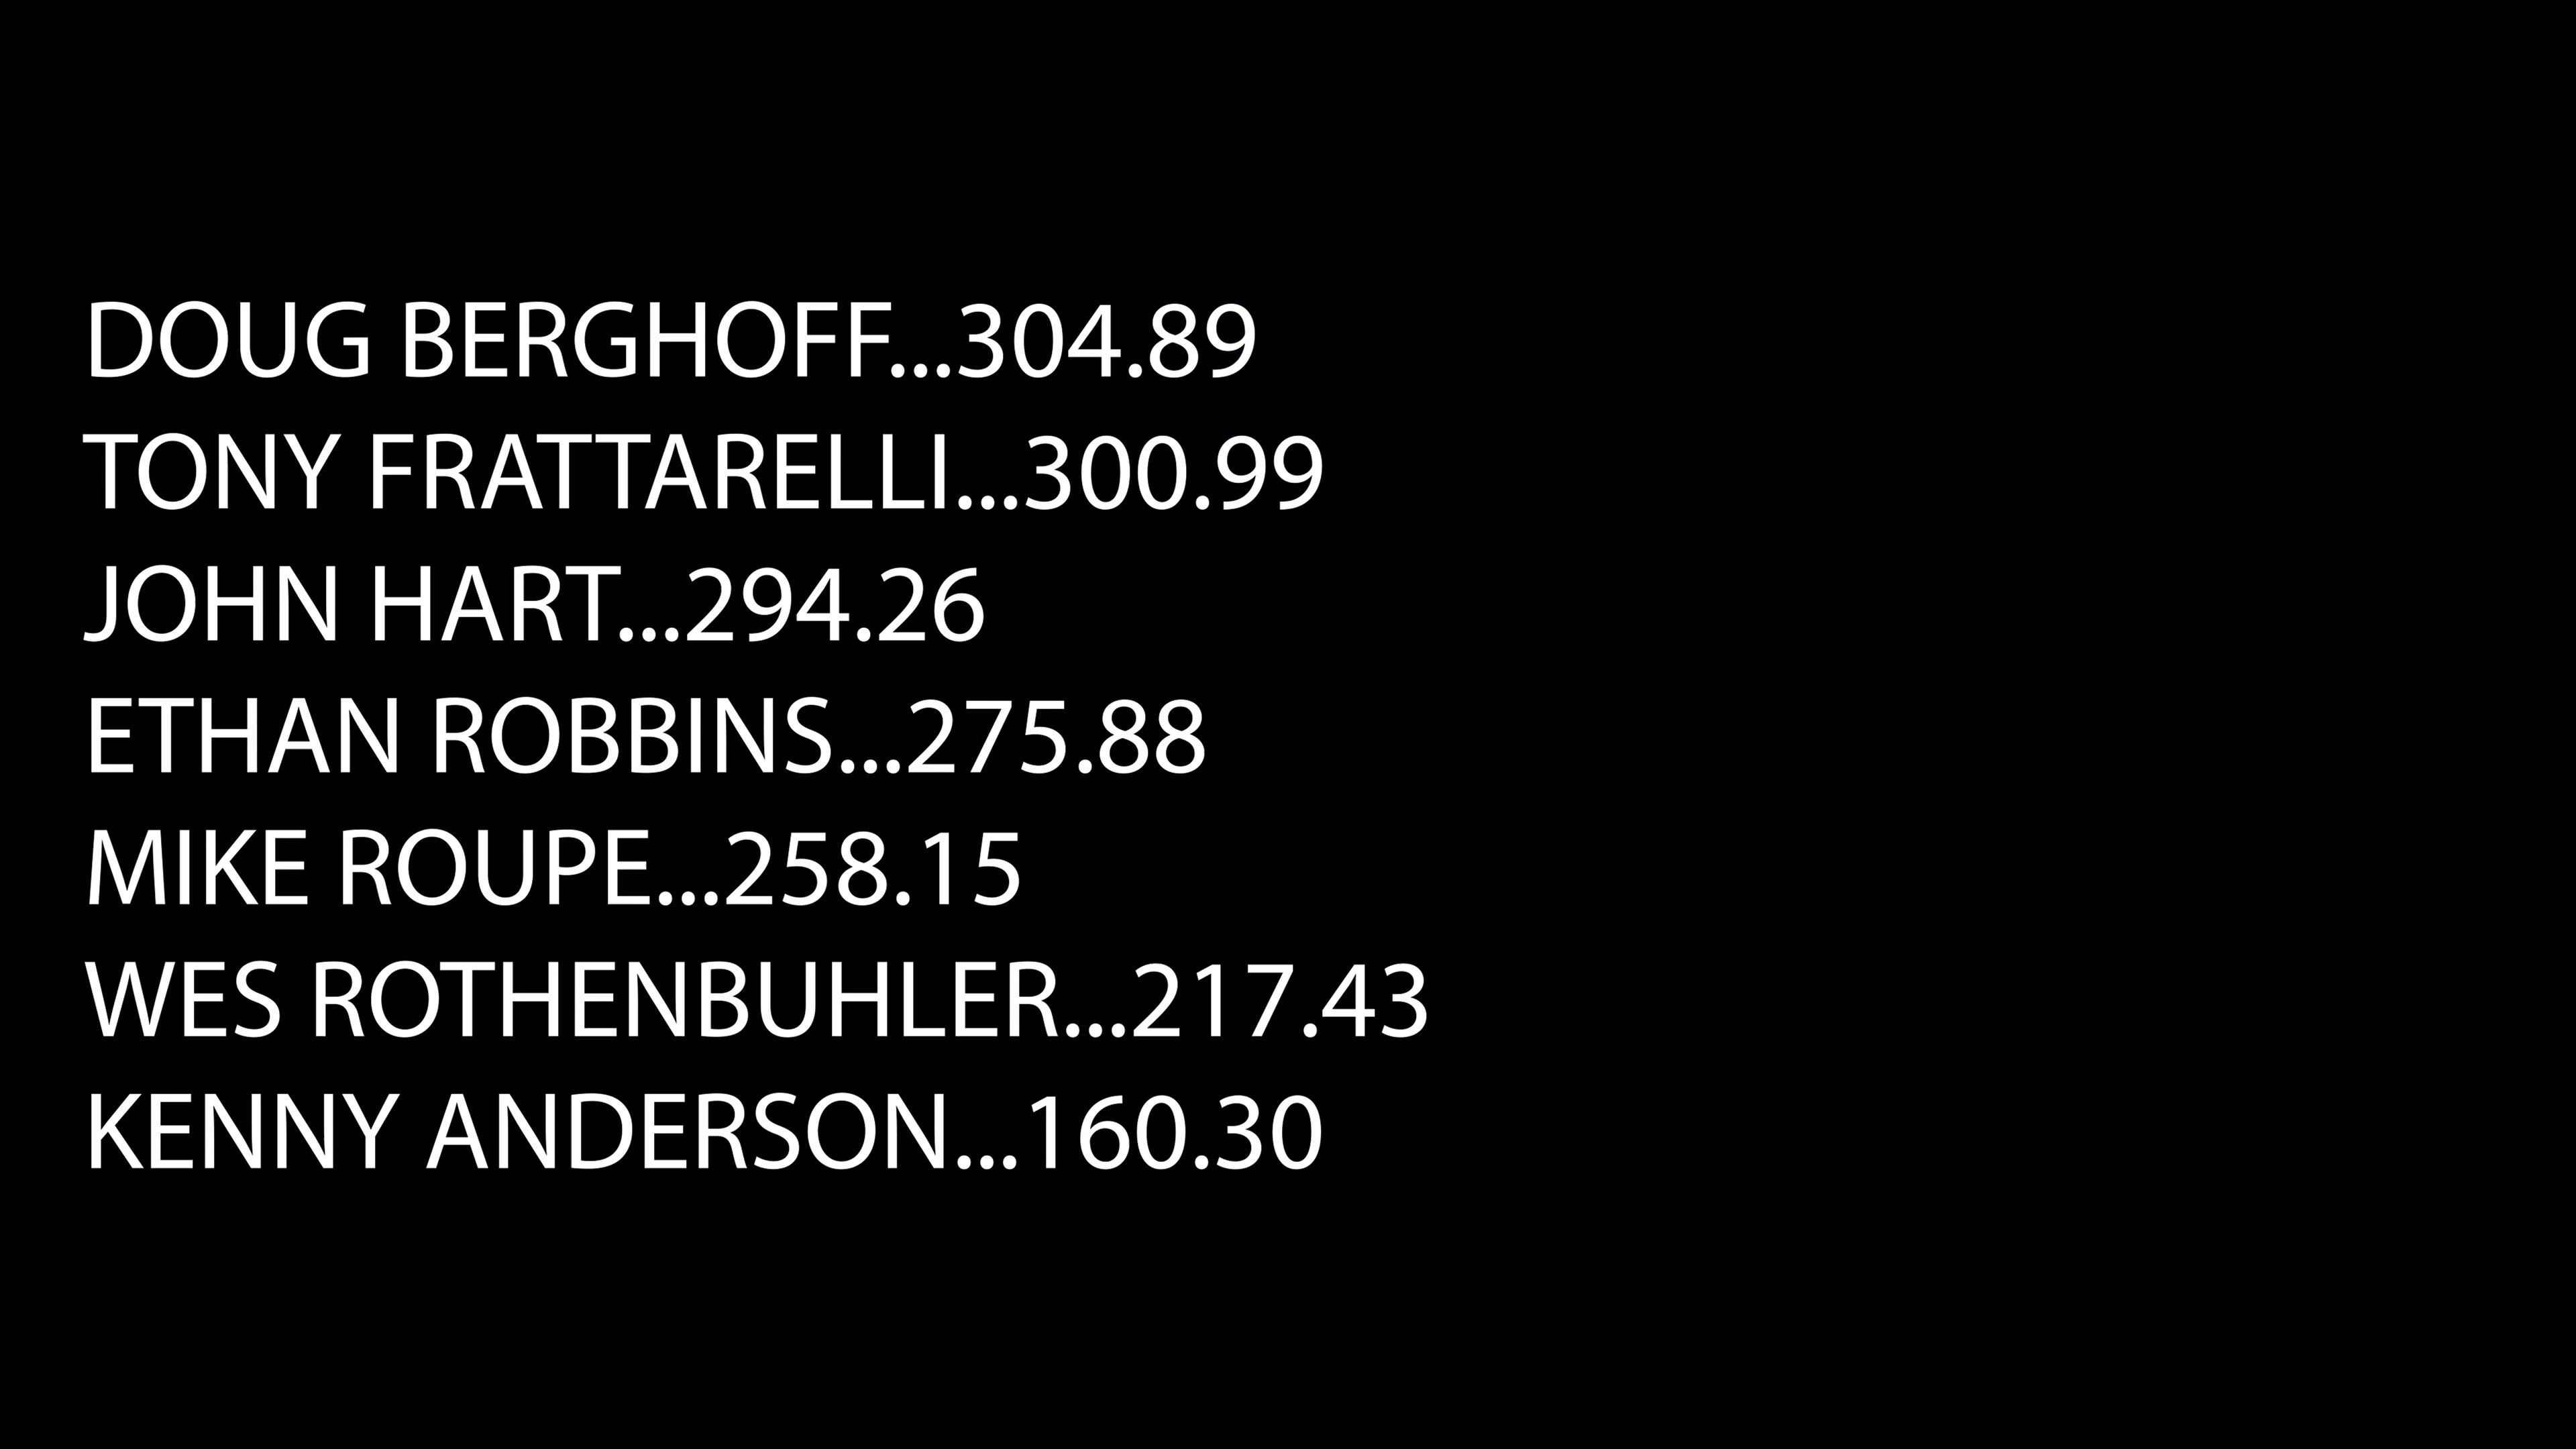 DOUG BERGHOFF...304.89
TONY FRATTARELLI...300.99
JOHN HART...294.26
ETHAN ROBBINS...275.88
MIKE ROUPE...258.15
WES ROTHENBUHLER...217.43
KENNY ANDERSON...160.30